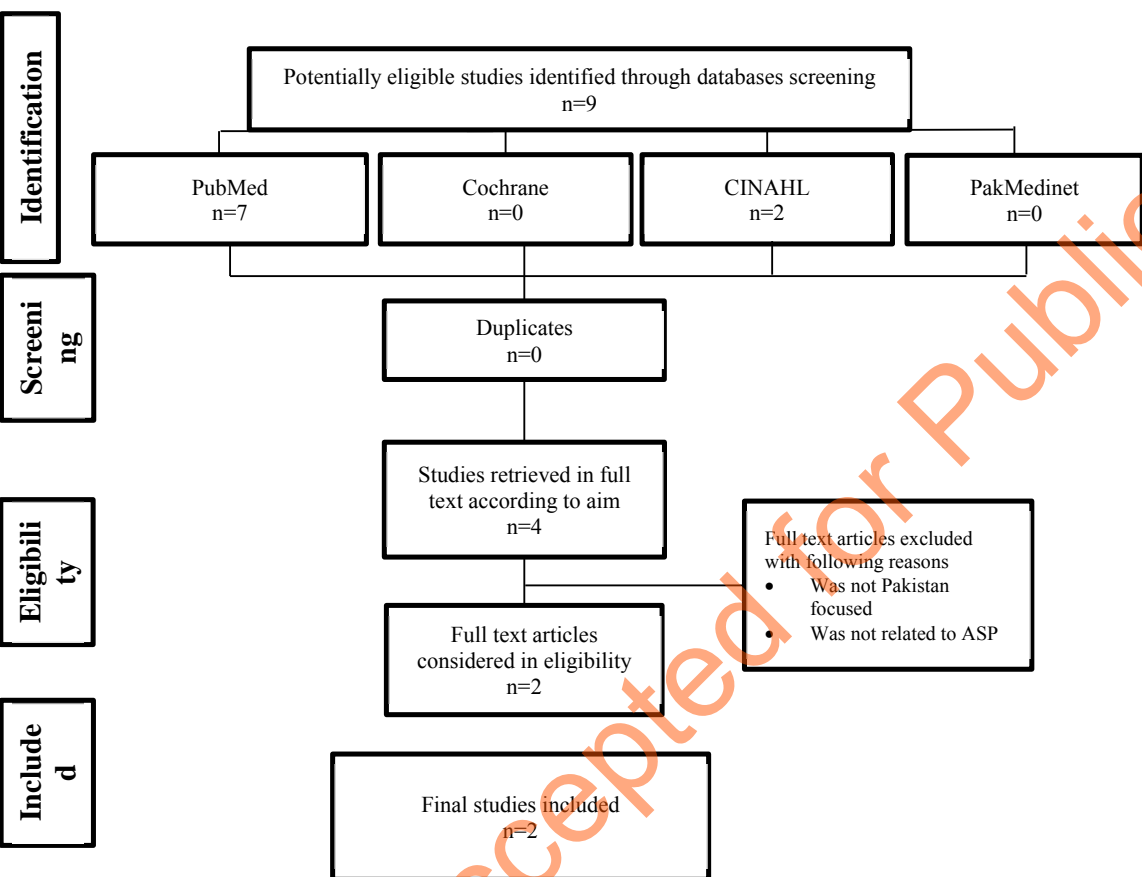 Identification
Potentially eligible studies identified through databases screening
n=9
PubMed
n=7
Cochrane
n=0
CINAHL
n=2
PakMedinet
n=0
Screeni
ng
Duplicates
n=0
Studies retrieved in full
text according to aim
n=4
Eligibili
ty
Full text articles excluded
with following reasons
• Was not Pakistan
focused
• Was not related to ASP
Full text articles
considered in eligibility
n=2
Include
d
Final studies included
n=2
ccepted for Public